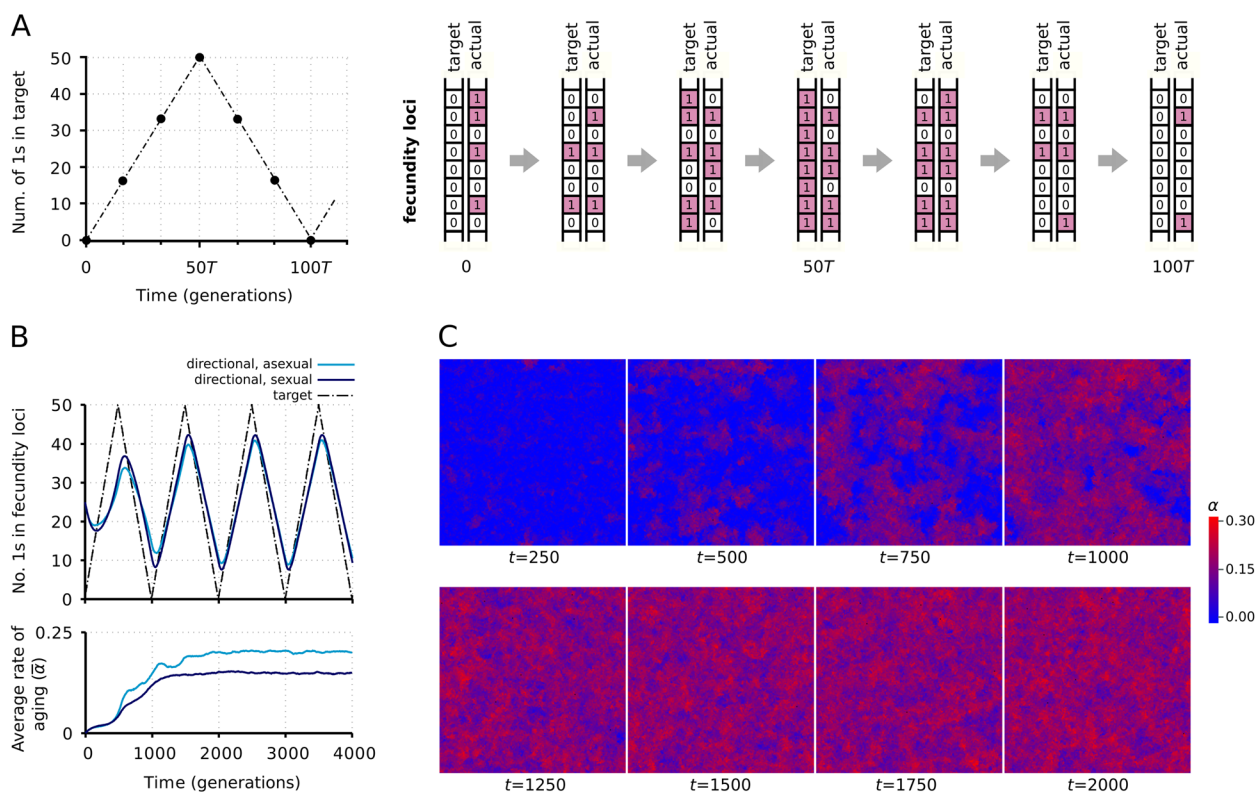 A
Num. of 1s in target
50
40
30
20
10
0
0 50T 100T
Time (generations)
fecundity loci
target actual target actual target actual target actual target actual target actual target actual
0 1 0 0 1 0 1 0 0 1 0 0 0 0
0 1 0 1 1 1 1 1 1 1 1 1 0 1
0 0 0 0 0 0 1 0 0 0 0 0 0 0
0 1 1 1 1 1 1 1 1 1 1 1 0 0
0 0 0 0 0 1 1 1 1 1 0 0 0 0
0 0 0 0 0 0 1 0 0 0 0 0 0 0
0 1 1 1 1 1 1 1 1 1 0 0 0 0
0 0 0 0 1 0 1 1 1 1 0 1 0 1
0 50T 100T
B
directional, asexual
directional, sexual
target
No. 1s in fecundity loci
50
40
30
20
10
0
Average rate of
aging (α̅)
0.25
0
0 1000 2000 3000 4000
Time (generations)
C
t=250 t=500 t=750 t=1000
α
0.30
0.15
0.00
t=1250 t=1500 t=1750 t=2000